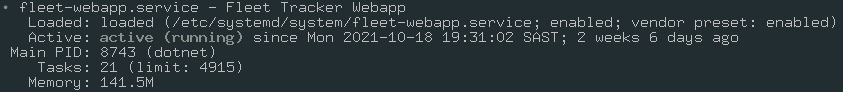 • fleet-webapp.service - Fleet Tracker Webapp
Loaded: loaded (/etc/systemd/system/fleet-webapp.service; enabled; vendor preset: enabled)
Active: active (running) since Mon 2021-10-18 19:31:02 SAST; 2 weeks 6 days ago
Main PID: 8743 (dotnet)
Tasks: 21 (limit: 4915)
Memory: 141.5M